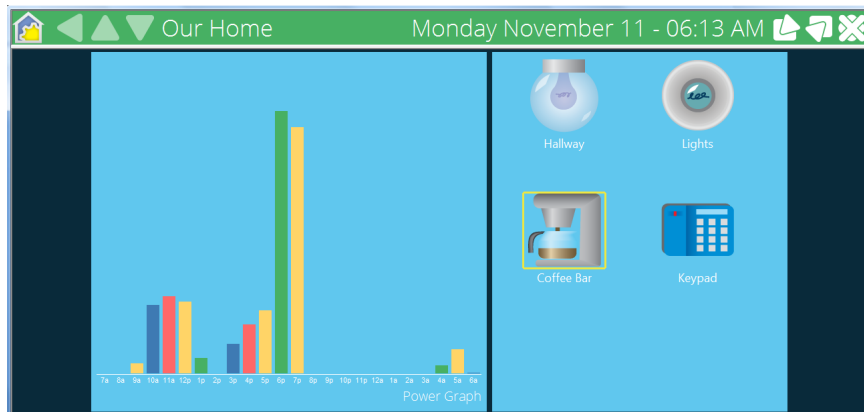 Our Home
Monday November 11 - 06:13 AM
Hallway
Lights
Coffee Bar
Keypad
7a 8a 9a 10a 11a 12p 1p 2p 3p 4p 5p 6p 7p 8p 9p 10p 11p 12a 1a 2a 3a 4a 5a 6a
Power Graph